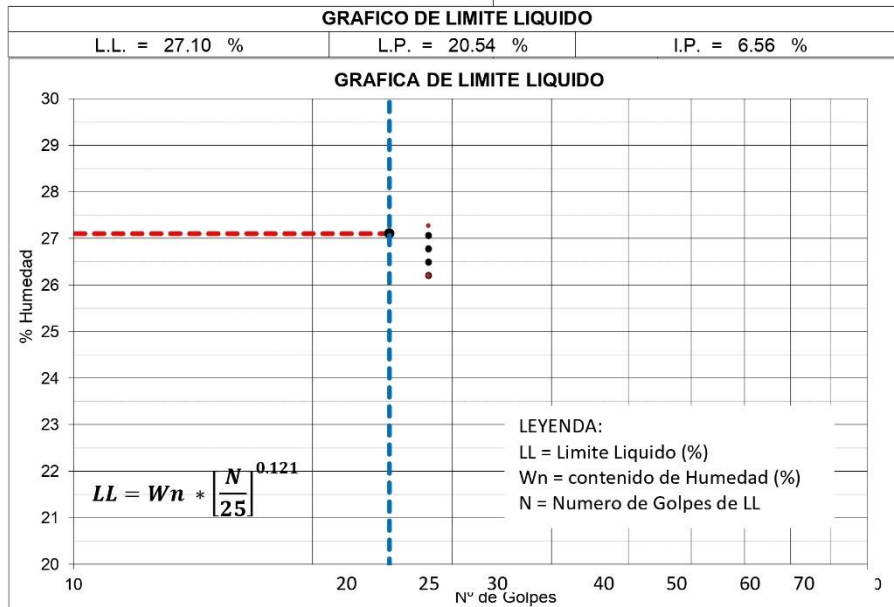 GRAFICO DE LIMITE LIQUIDO
L.L. = 27.10 % L.P. = 20.54 % I.P. = 6.56 %
GRAFICA DE LIMITE LIQUIDO
30
29
28
27
26
25
24
23
22
21
20
% Humedad
LL = Wn * [N/25]^0.121
LEYENDA:
LL = Limite Liquido (%)
Wn = contenido de Humedad (%)
N = Numero de Golpes de LL
10 20 25 30 40 50 60 70 0
Nº de Golpes